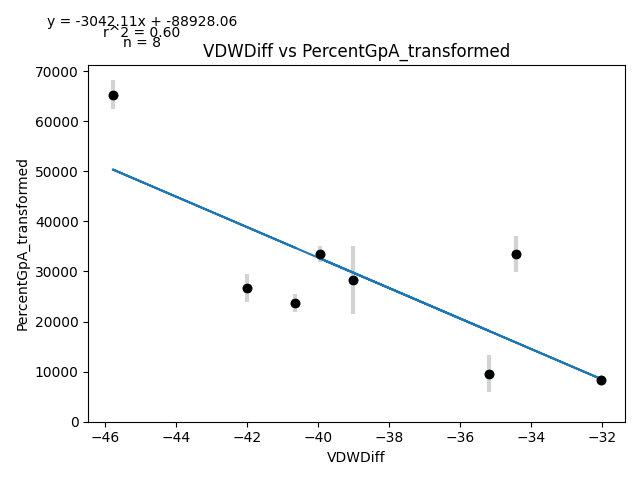 y = -3042.11x + -88928.06
r^2 = 0.60
n = 8
VDWDiff vs PercentGpA_transformed
70000
60000
50000
40000
30000
20000
10000
0
PercentGpA_transformed
−46 −44 −42 −40 −38 −36 −34 −32
VDWDiff